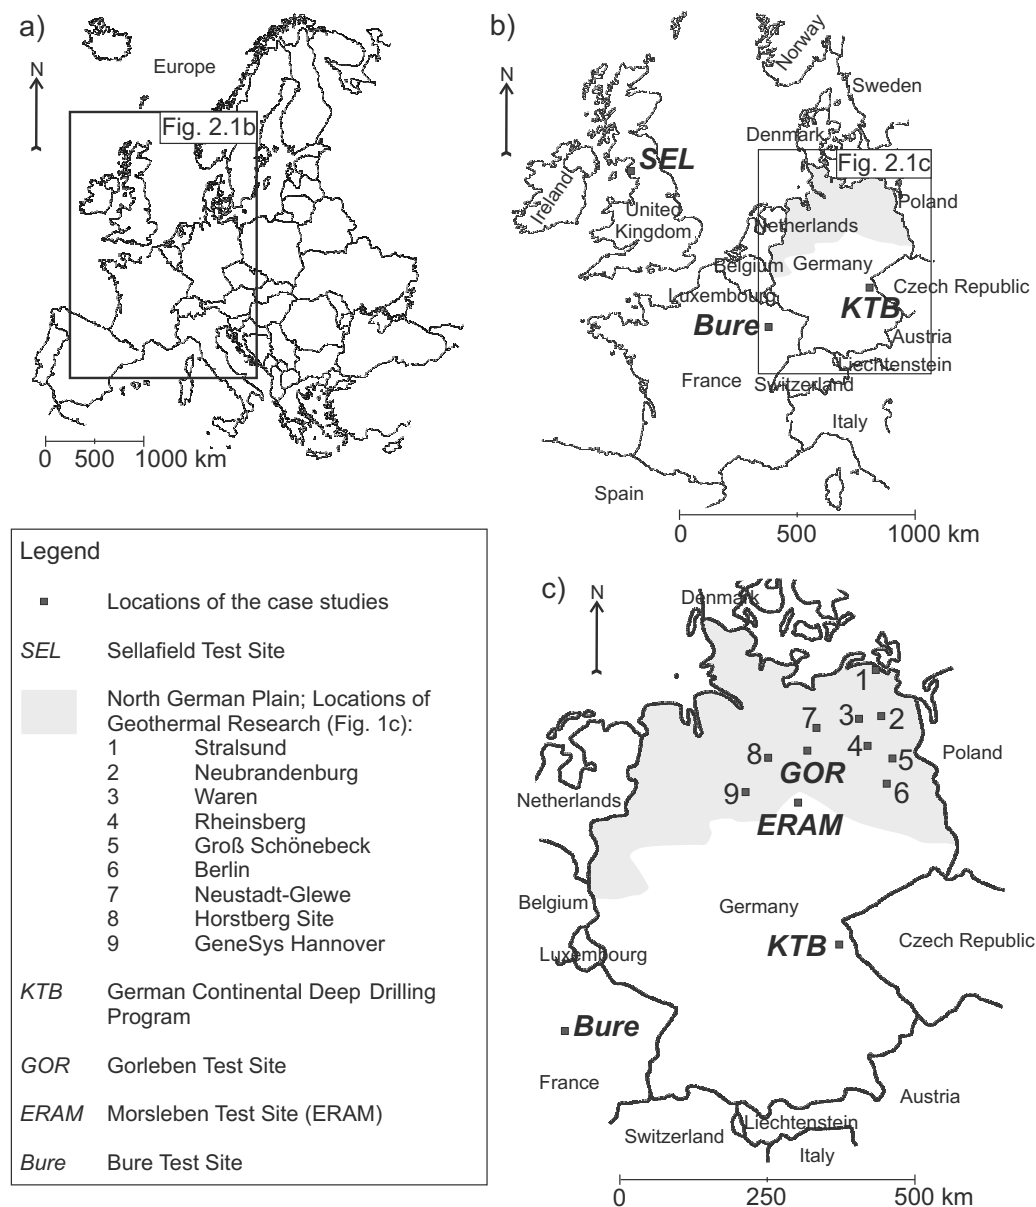 a)
N
Europe
Fig. 2.1b
0 500 1000 km
b)
N
Norway
Sweden
Denmark
SEL
Fig. 2.1c
Ireland
United
Kingdom
Poland
Netherlands
Belgium
Germany
Luxembourg
Czech Republic
KTB
Bure
Austria
Liechtenstein
France
Switzerland
Italy
Spain
0 500 1000 km
Legend
Locations of the case studies
SEL Sellafield Test Site
North German Plain; Locations of
Geothermal Research (Fig. 1c):
1 Stralsund
2 Neubrandenburg
3 Waren
4 Rheinsberg
5 Groß Schönebeck
6 Berlin
7 Neustadt-Glewe
8 Horstberg Site
9 GeneSys Hannover
KTB German Continental Deep Drilling
Program
GOR Gorleben Test Site
ERAM Morsleben Test Site (ERAM)
Bure Bure Test Site
c)
N
Denmark
1
7 3 2
8 4 5
GOR
Poland
Netherlands
9 6
ERAM
Belgium
Germany
Luxembourg
KTB
Czech Republic
Bure
France
Austria
Liechtenstein
Switzerland
Italy
0 250 500 km